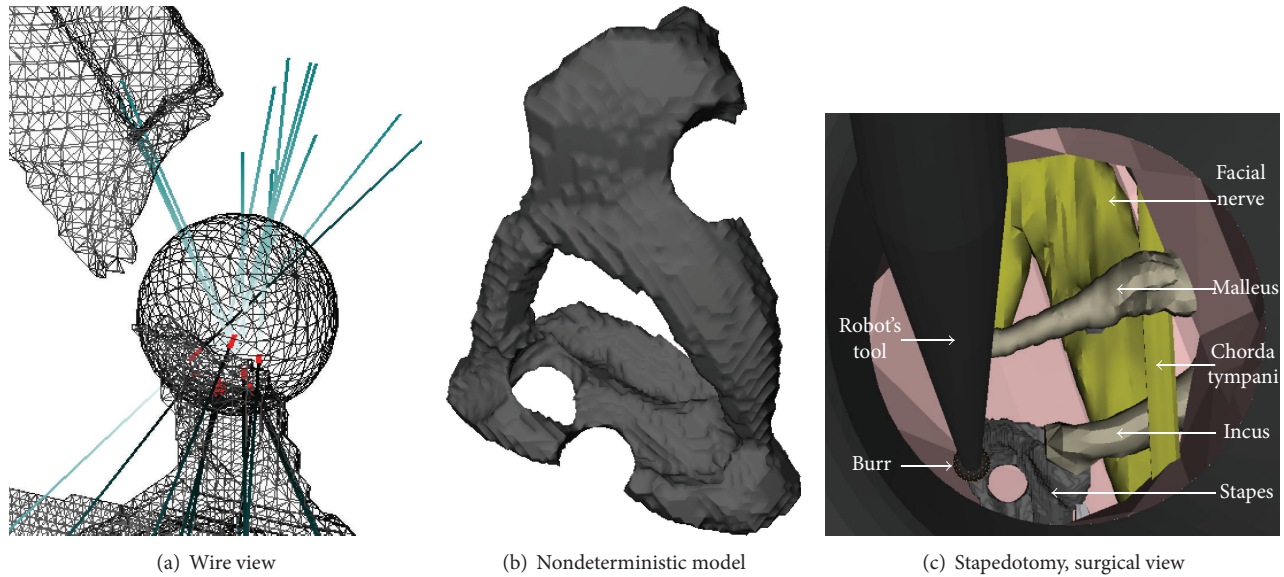 Facial
nerve
Malleus
Robot's
tool
Chorda
tympani
Incus
Burr
Stapes
(a) Wire view
(b) Nondeterministic model
(c) Stapedotomy, surgical view